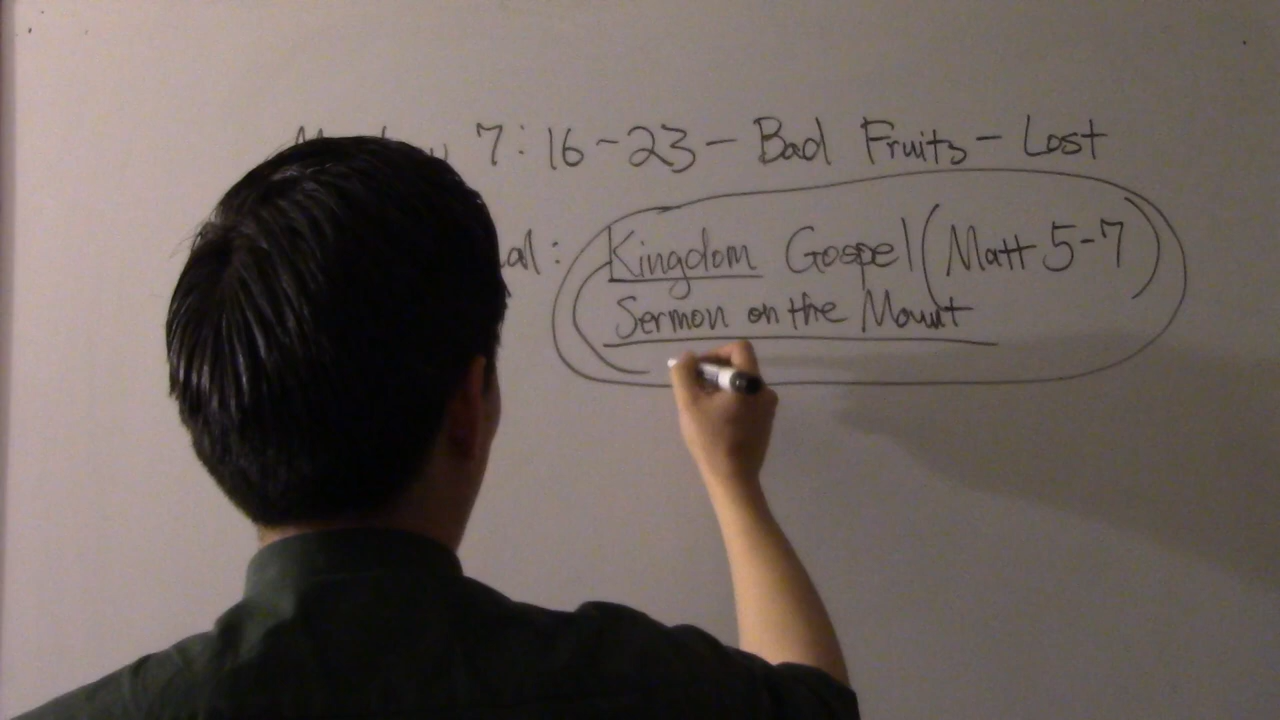 7:16-23- Bad Fruits - Lost
Kingdom Gospel (Matt 5-7)
Sermon on the Mount